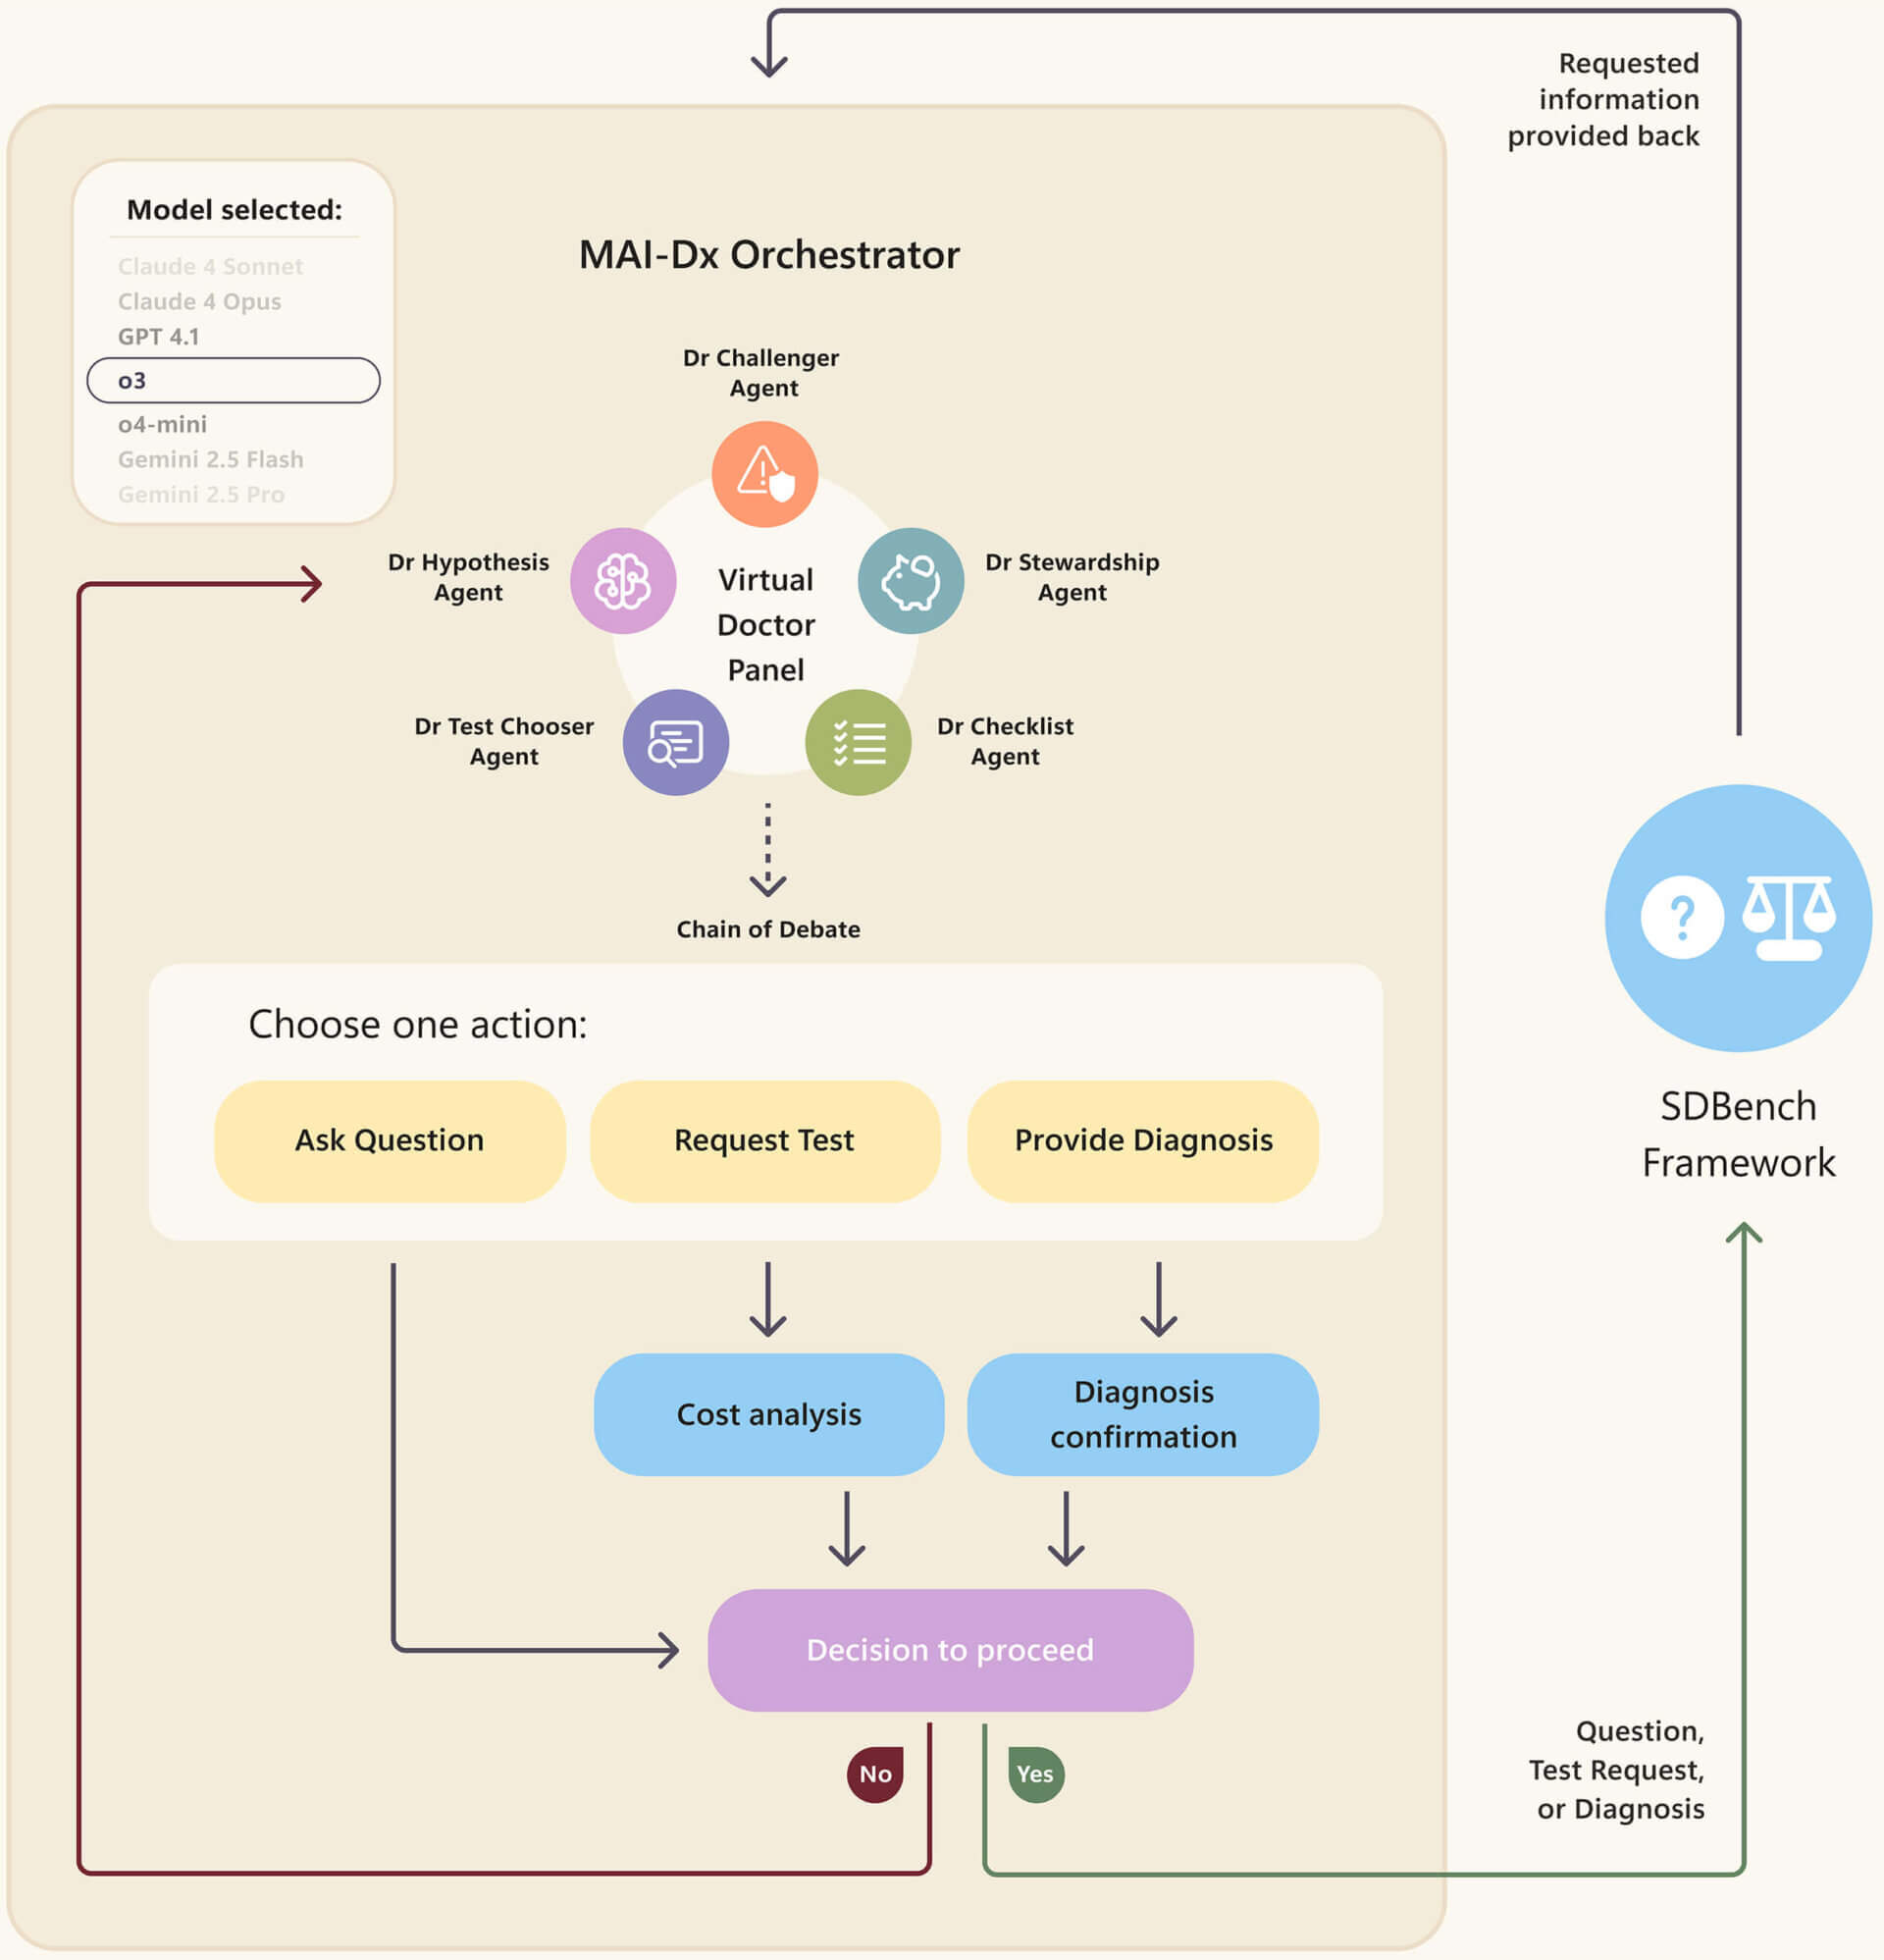 Requested
information
provided back
Model selected:
Claude 4 Sonnet
Claude 4 Opus
GPT 4.1
o3
o4-mini
Gemini 2.5 Flash
Gemini 2.5 Pro
MAI-Dx Orchestrator
Dr Challenger
Agent
Dr Hypothesis
Agent
Dr Stewardship
Agent
Virtual
Doctor
Panel
Dr Test Chooser
Agent
Dr Checklist
Agent
Chain of Debate
Choose one action:
Ask Question
Request Test
Provide Diagnosis
?
SDBench
Framework
Cost analysis
Diagnosis
confirmation
Decision to proceed
No
Yes
Question,
Test Request,
or Diagnosis